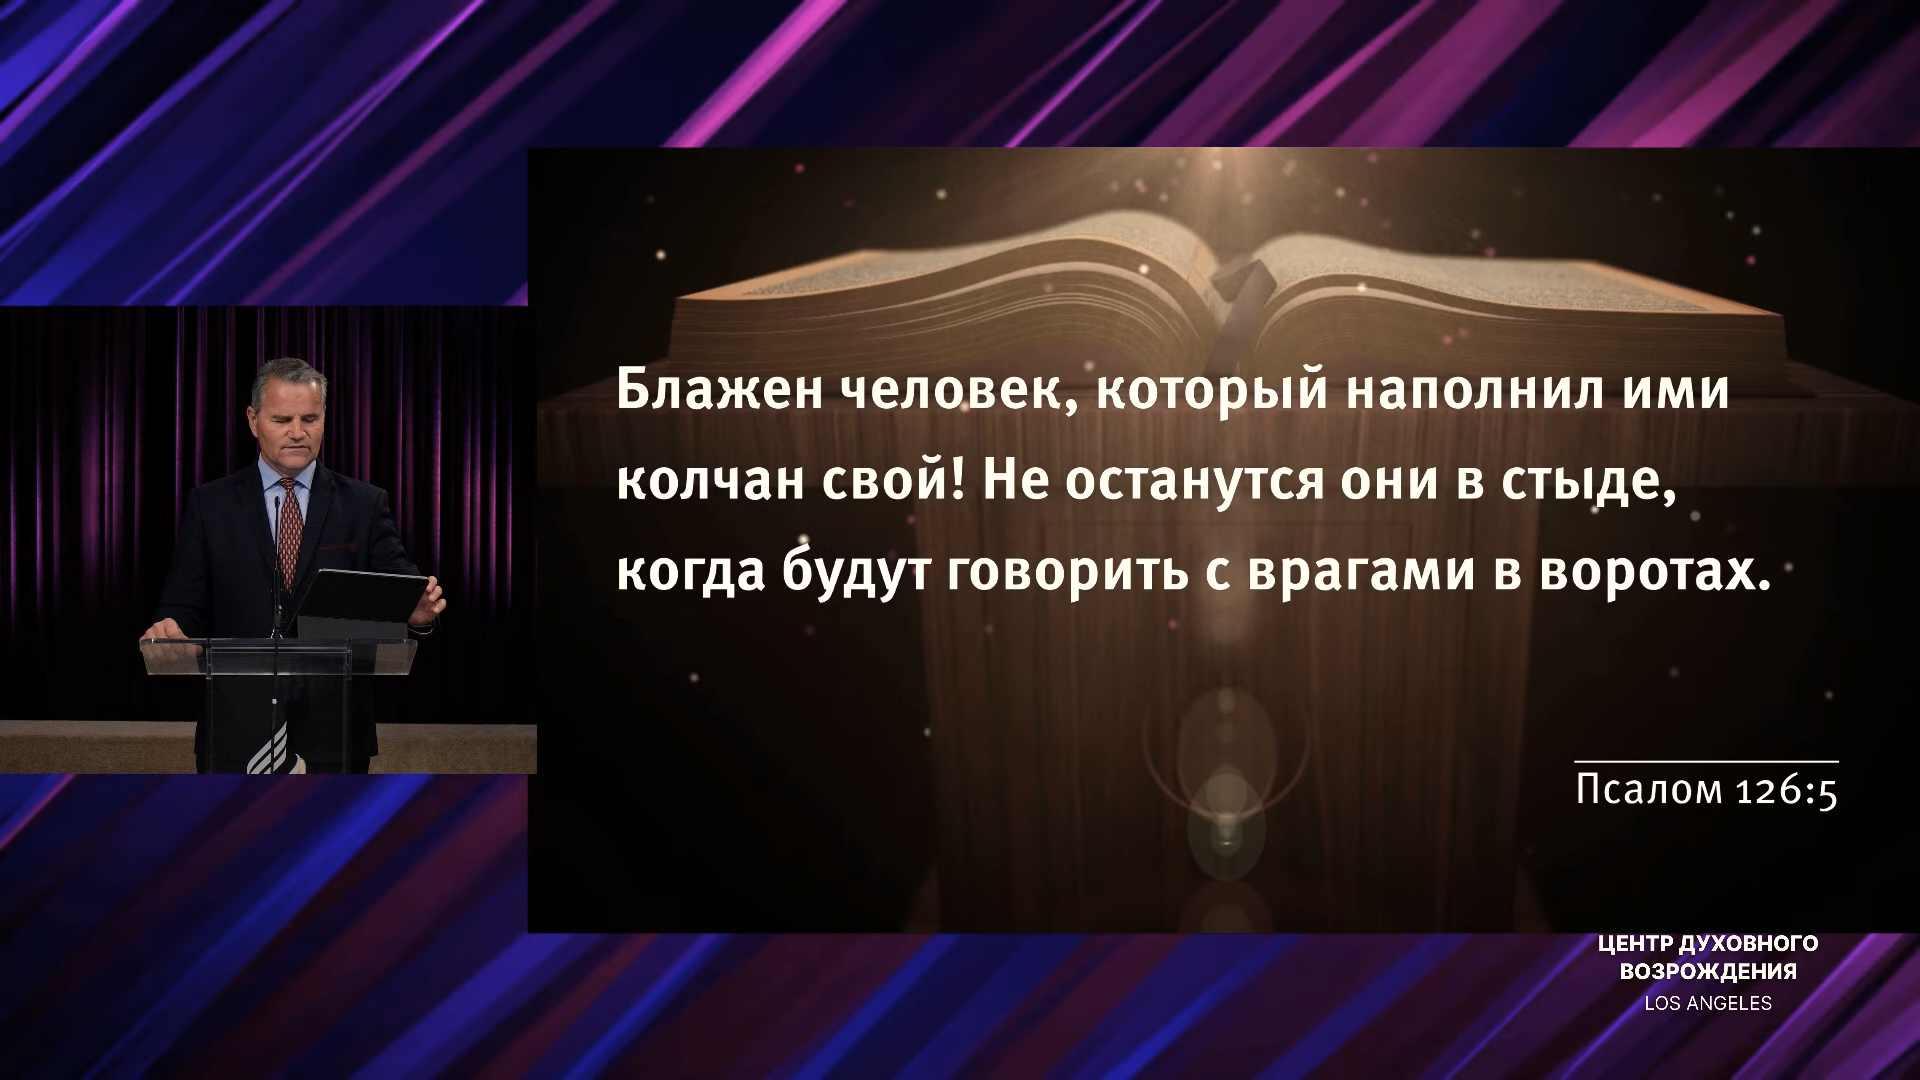 Блажен человек, который наполнил ими
колчан свой! Не останутся они в стыде,
когда будут говорить с врагами в воротах.
Псалом 126:5
ЦЕНТР ДУХОВНОГО
ВОЗРОЖДЕНИЯ
LOS ANGELES